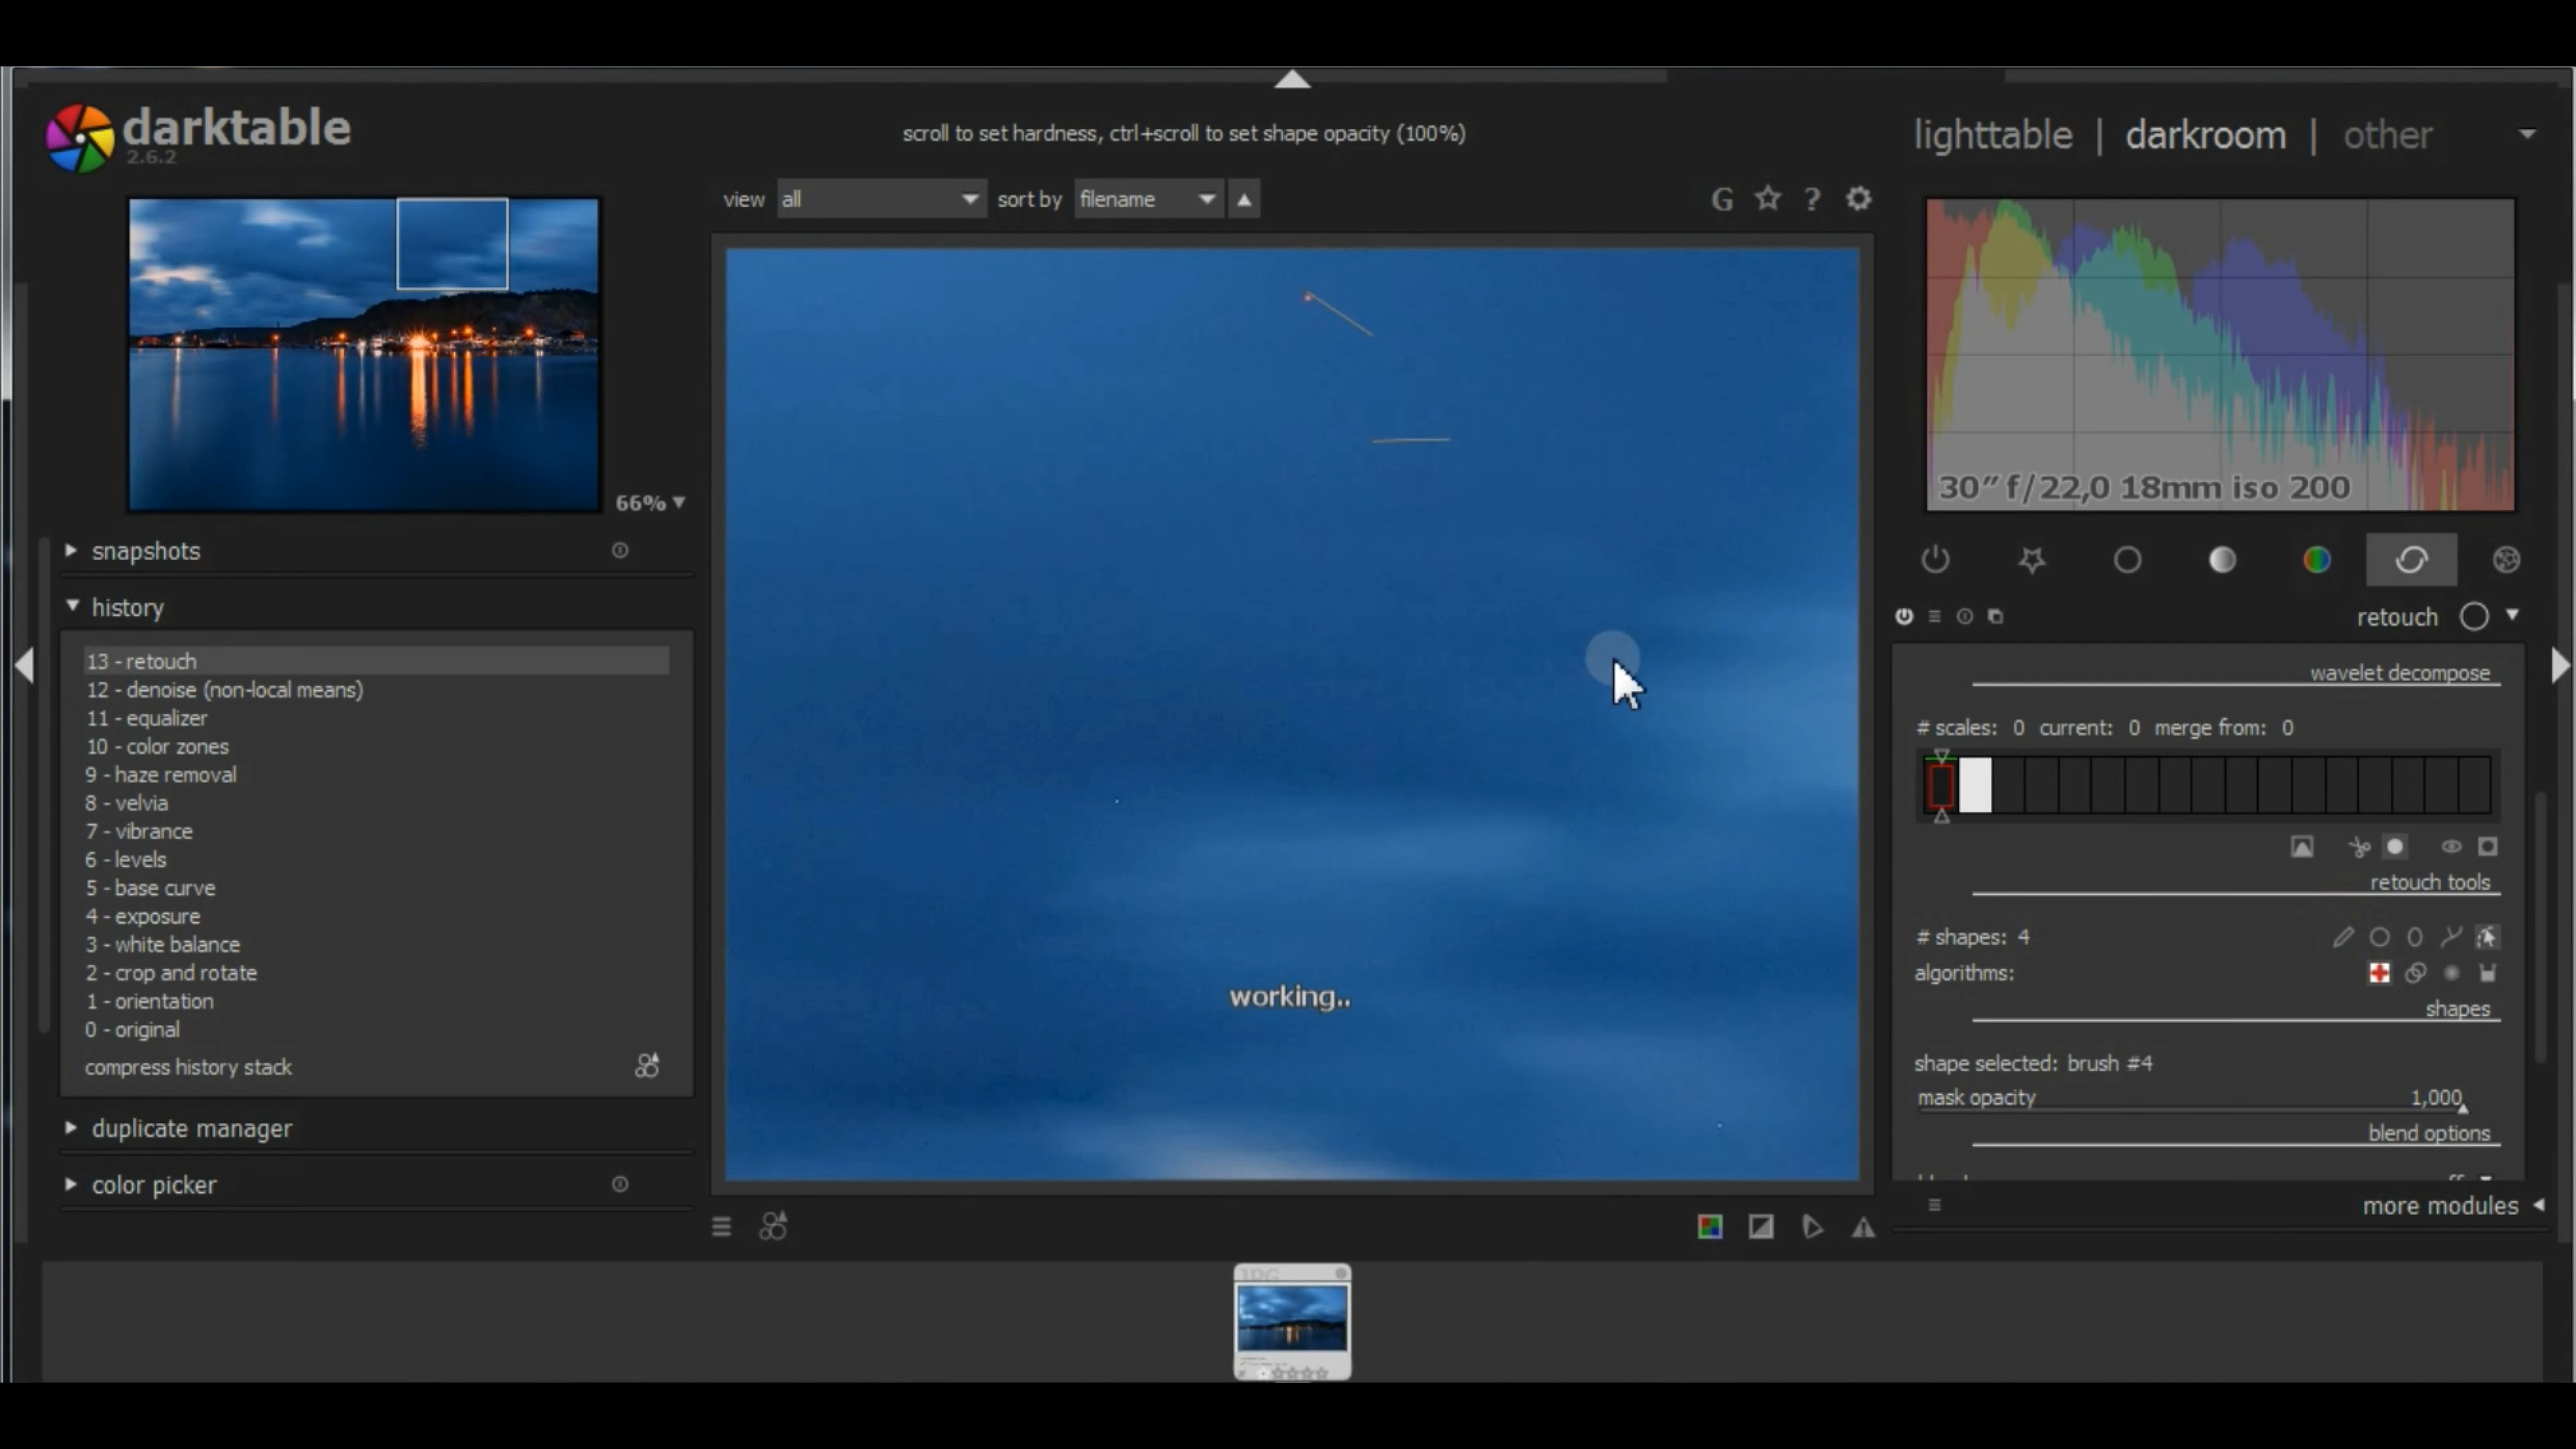 darktable
2.6.2
scroll to set hardness, ctrl+scroll to set shape opacity (100%)
lighttable | darkroom | other
view all sort by filename
G ?
66%
30" f/22,0 18mm iso 200
snapshots
history
13 - retouch
12 - denoise (non-local means)
11 - equalizer
10 - color zones
9 - haze removal
8 - velvia
7 - vibrance
6 - levels
5 - base curve
4 - exposure
3 - white balance
2 - crop and rotate
1 - orientation
0 - original
compress history stack
duplicate manager
color picker
working..
retouch
wavelet decompose
# scales: 0 current: 0 merge from: 0
retouch tools
# shapes: 4
algorithms:
shapes
shape selected: brush #4
mask opacity 1,000
blend options
more modules
JPG